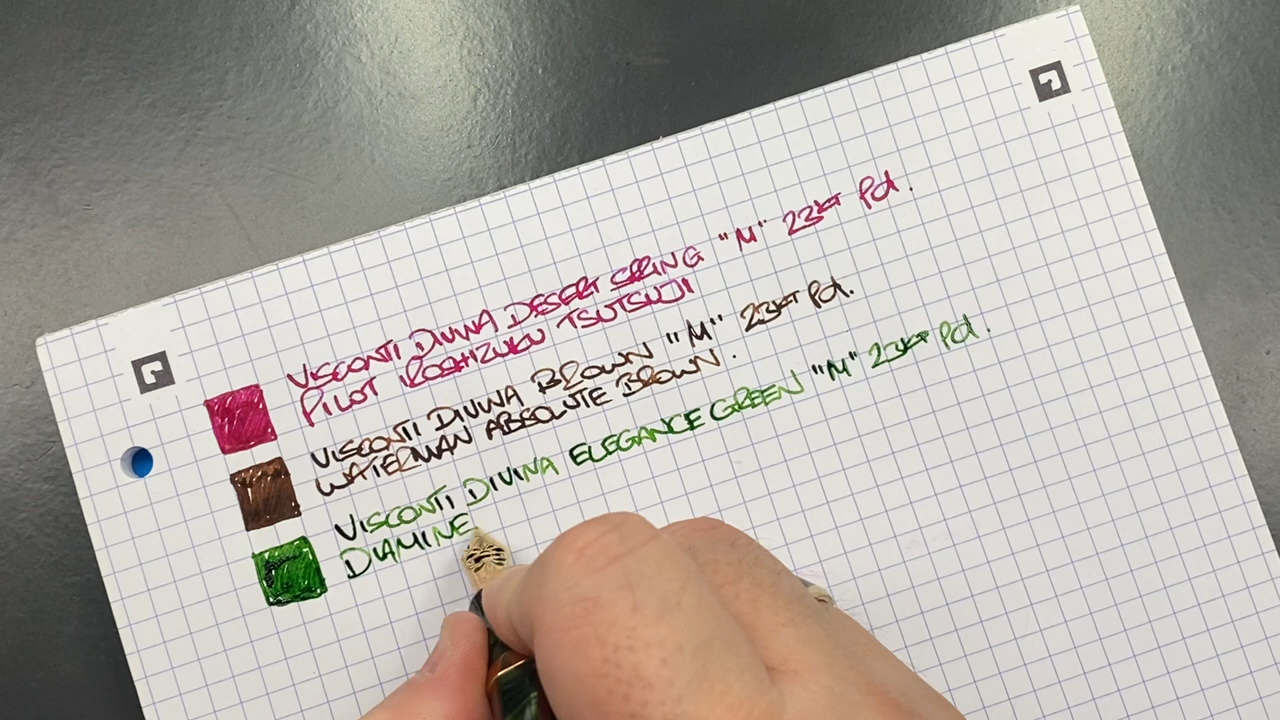 VISCONTI DIVINA DESERT SPRING "M" 23KT Pd.
PILOT IROSHIZUKU TSUTSUJI
VISCONTI DIVINA BROWN "M" 23KT Pd.
WATERMAN ABSOLUTE BROWN.
VISCONTI DIVINA ELEGANCE GREEN "M" 23KT Pd.
DIAMINE